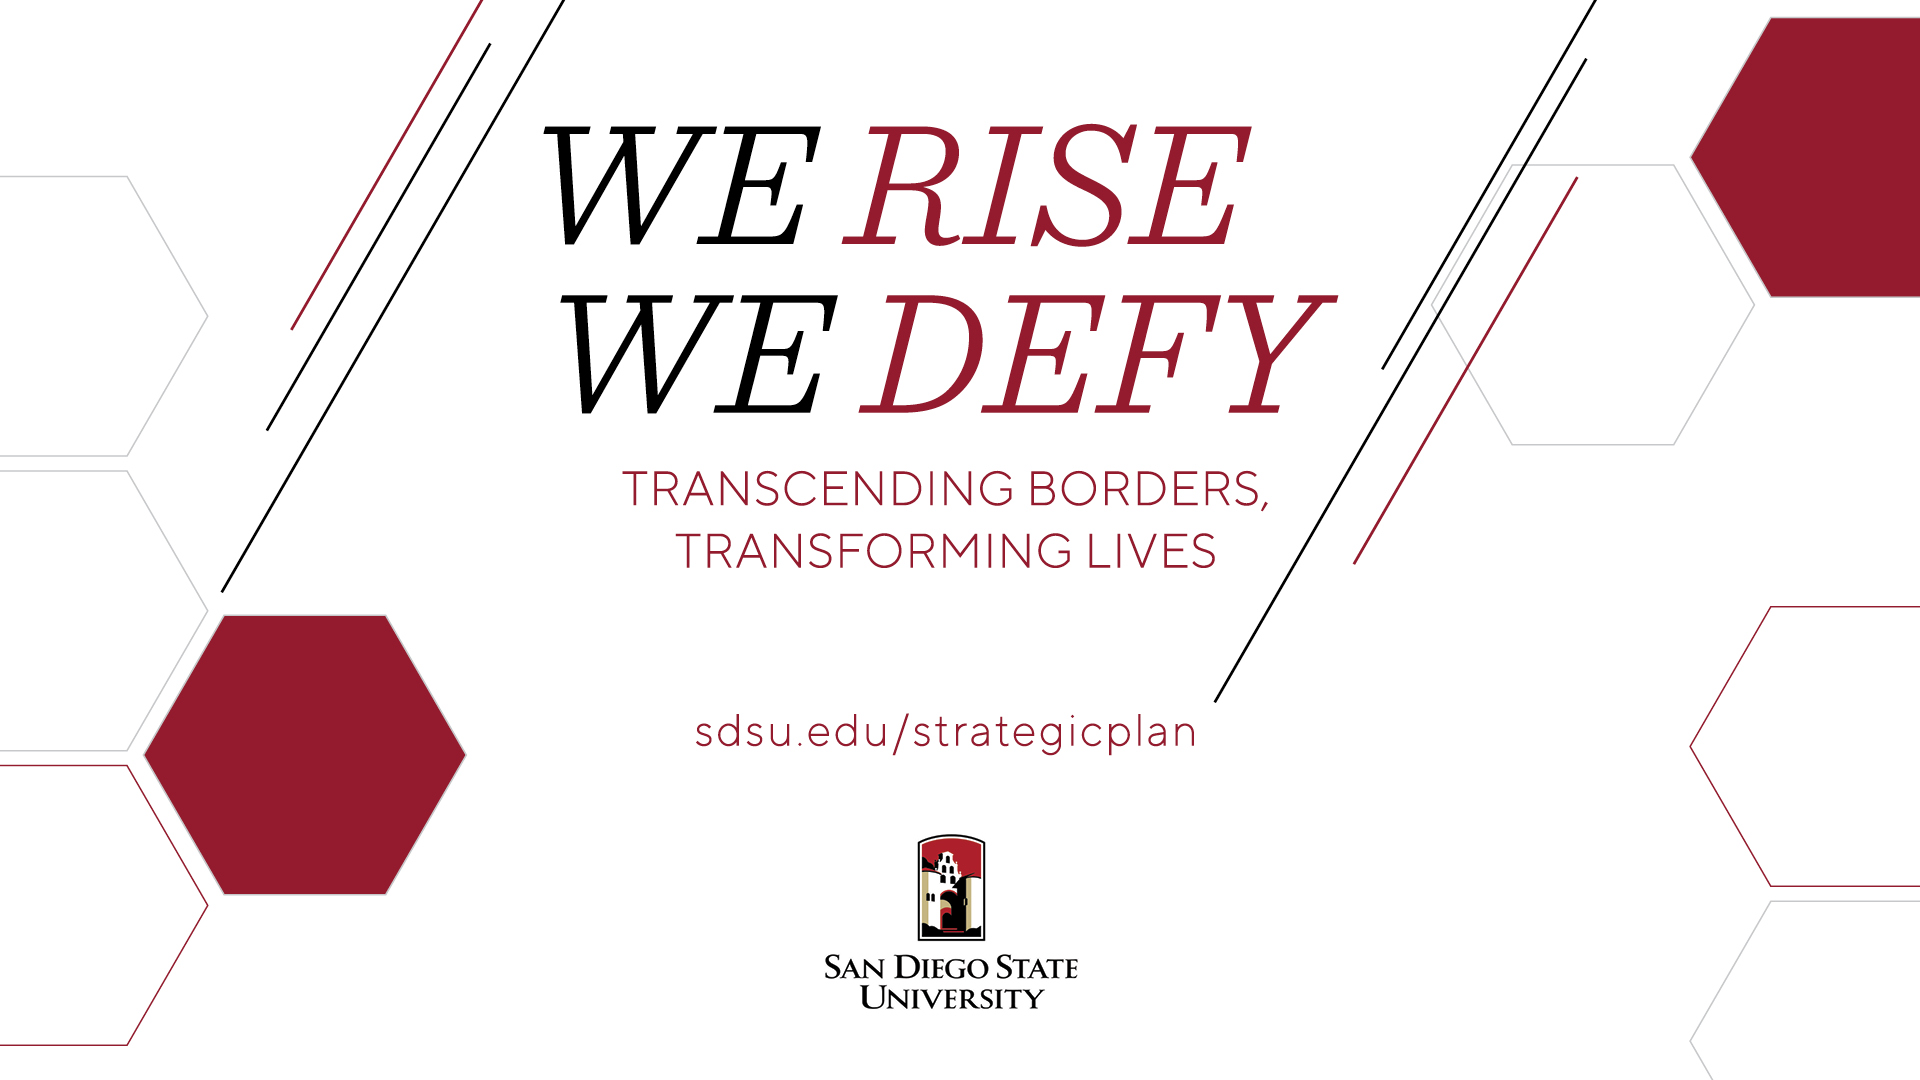 WE RISE
WE DEFY
TRANSCENDING BORDERS,
TRANSFORMING LIVES
sdsu.edu/strategicplan
SAN DIEGO STATE
UNIVERSITY